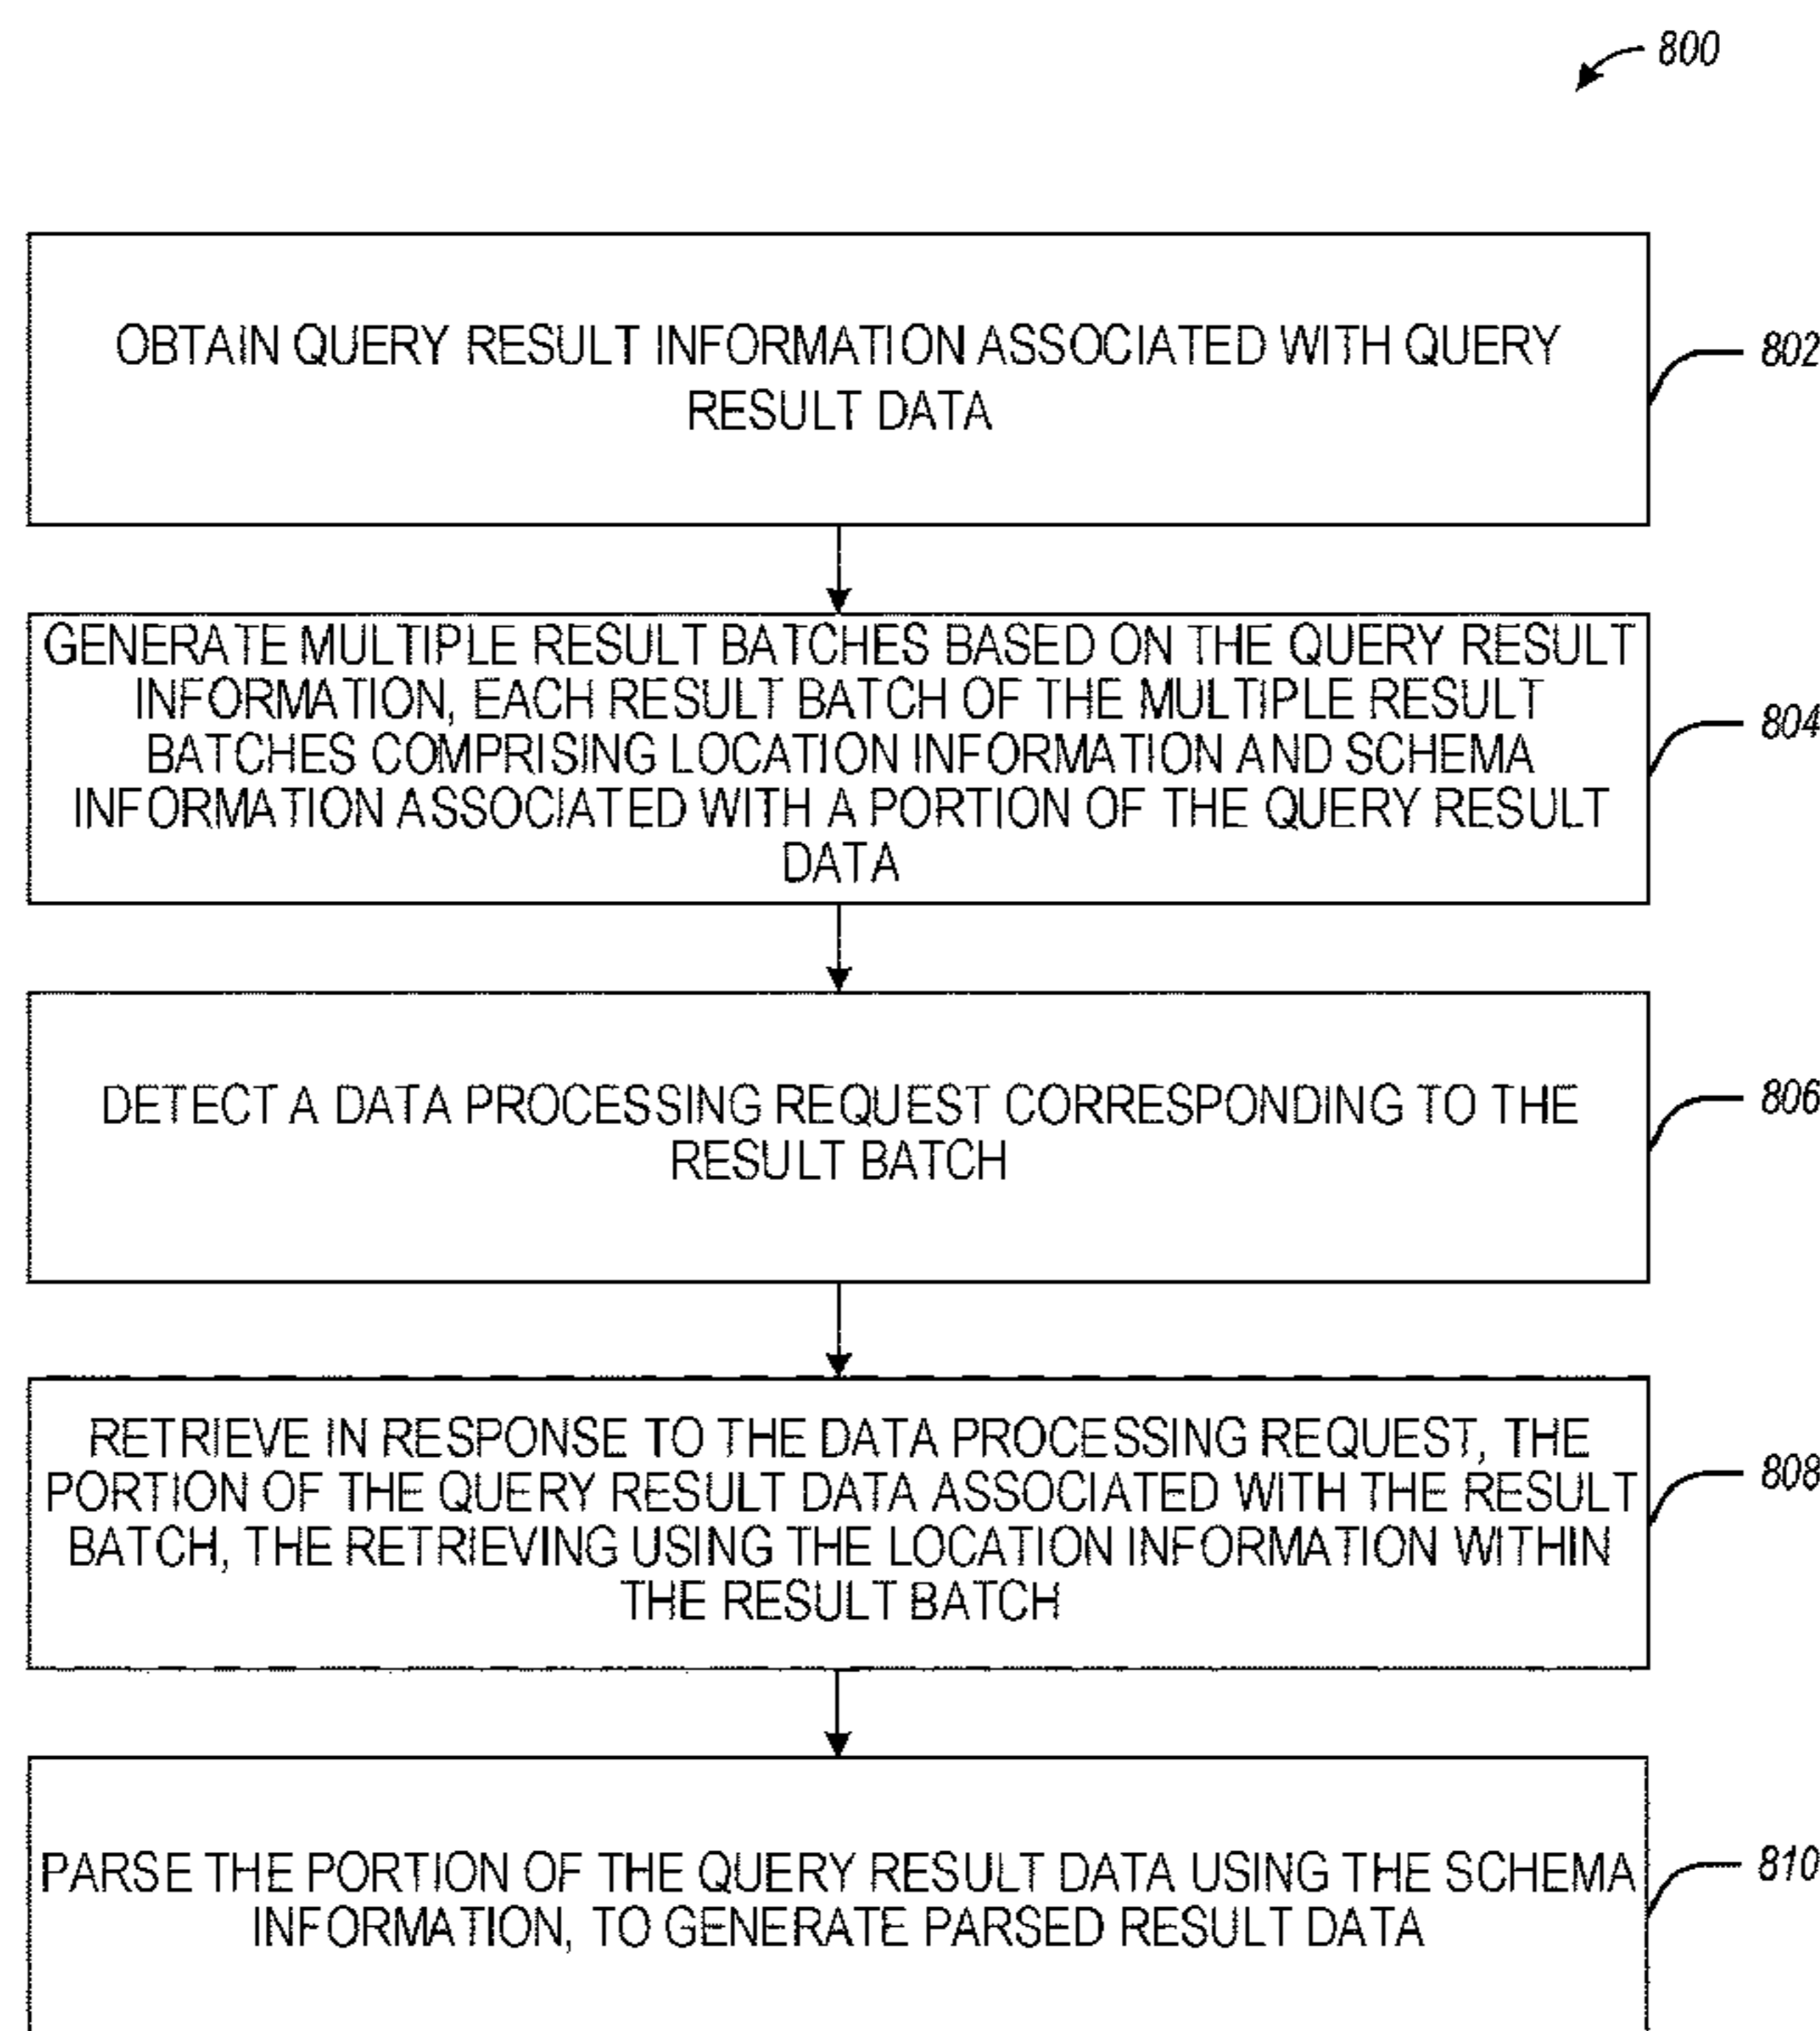 800
OBTAIN QUERY RESULT INFORMATION ASSOCIATED WITH QUERY
RESULT DATA
802
GENERATE MULTIPLE RESULT BATCHES BASED ON THE QUERY RESULT
INFORMATION, EACH RESULT BATCH OF THE MULTIPLE RESULT
BATCHES COMPRISING LOCATION INFORMATION AND SCHEMA
INFORMATION ASSOCIATED WITH A PORTION OF THE QUERY RESULT
DATA
804
DETECT A DATA PROCESSING REQUEST CORRESPONDING TO THE
RESULT BATCH
806
RETRIEVE IN RESPONSE TO THE DATA PROCESSING REQUEST, THE
PORTION OF THE QUERY RESULT DATA ASSOCIATED WITH THE RESULT
BATCH, THE RETRIEVING USING THE LOCATION INFORMATION WITHIN
THE RESULT BATCH
808
PARSE THE PORTION OF THE QUERY RESULT DATA USING THE SCHEMA
INFORMATION, TO GENERATE PARSED RESULT DATA
810